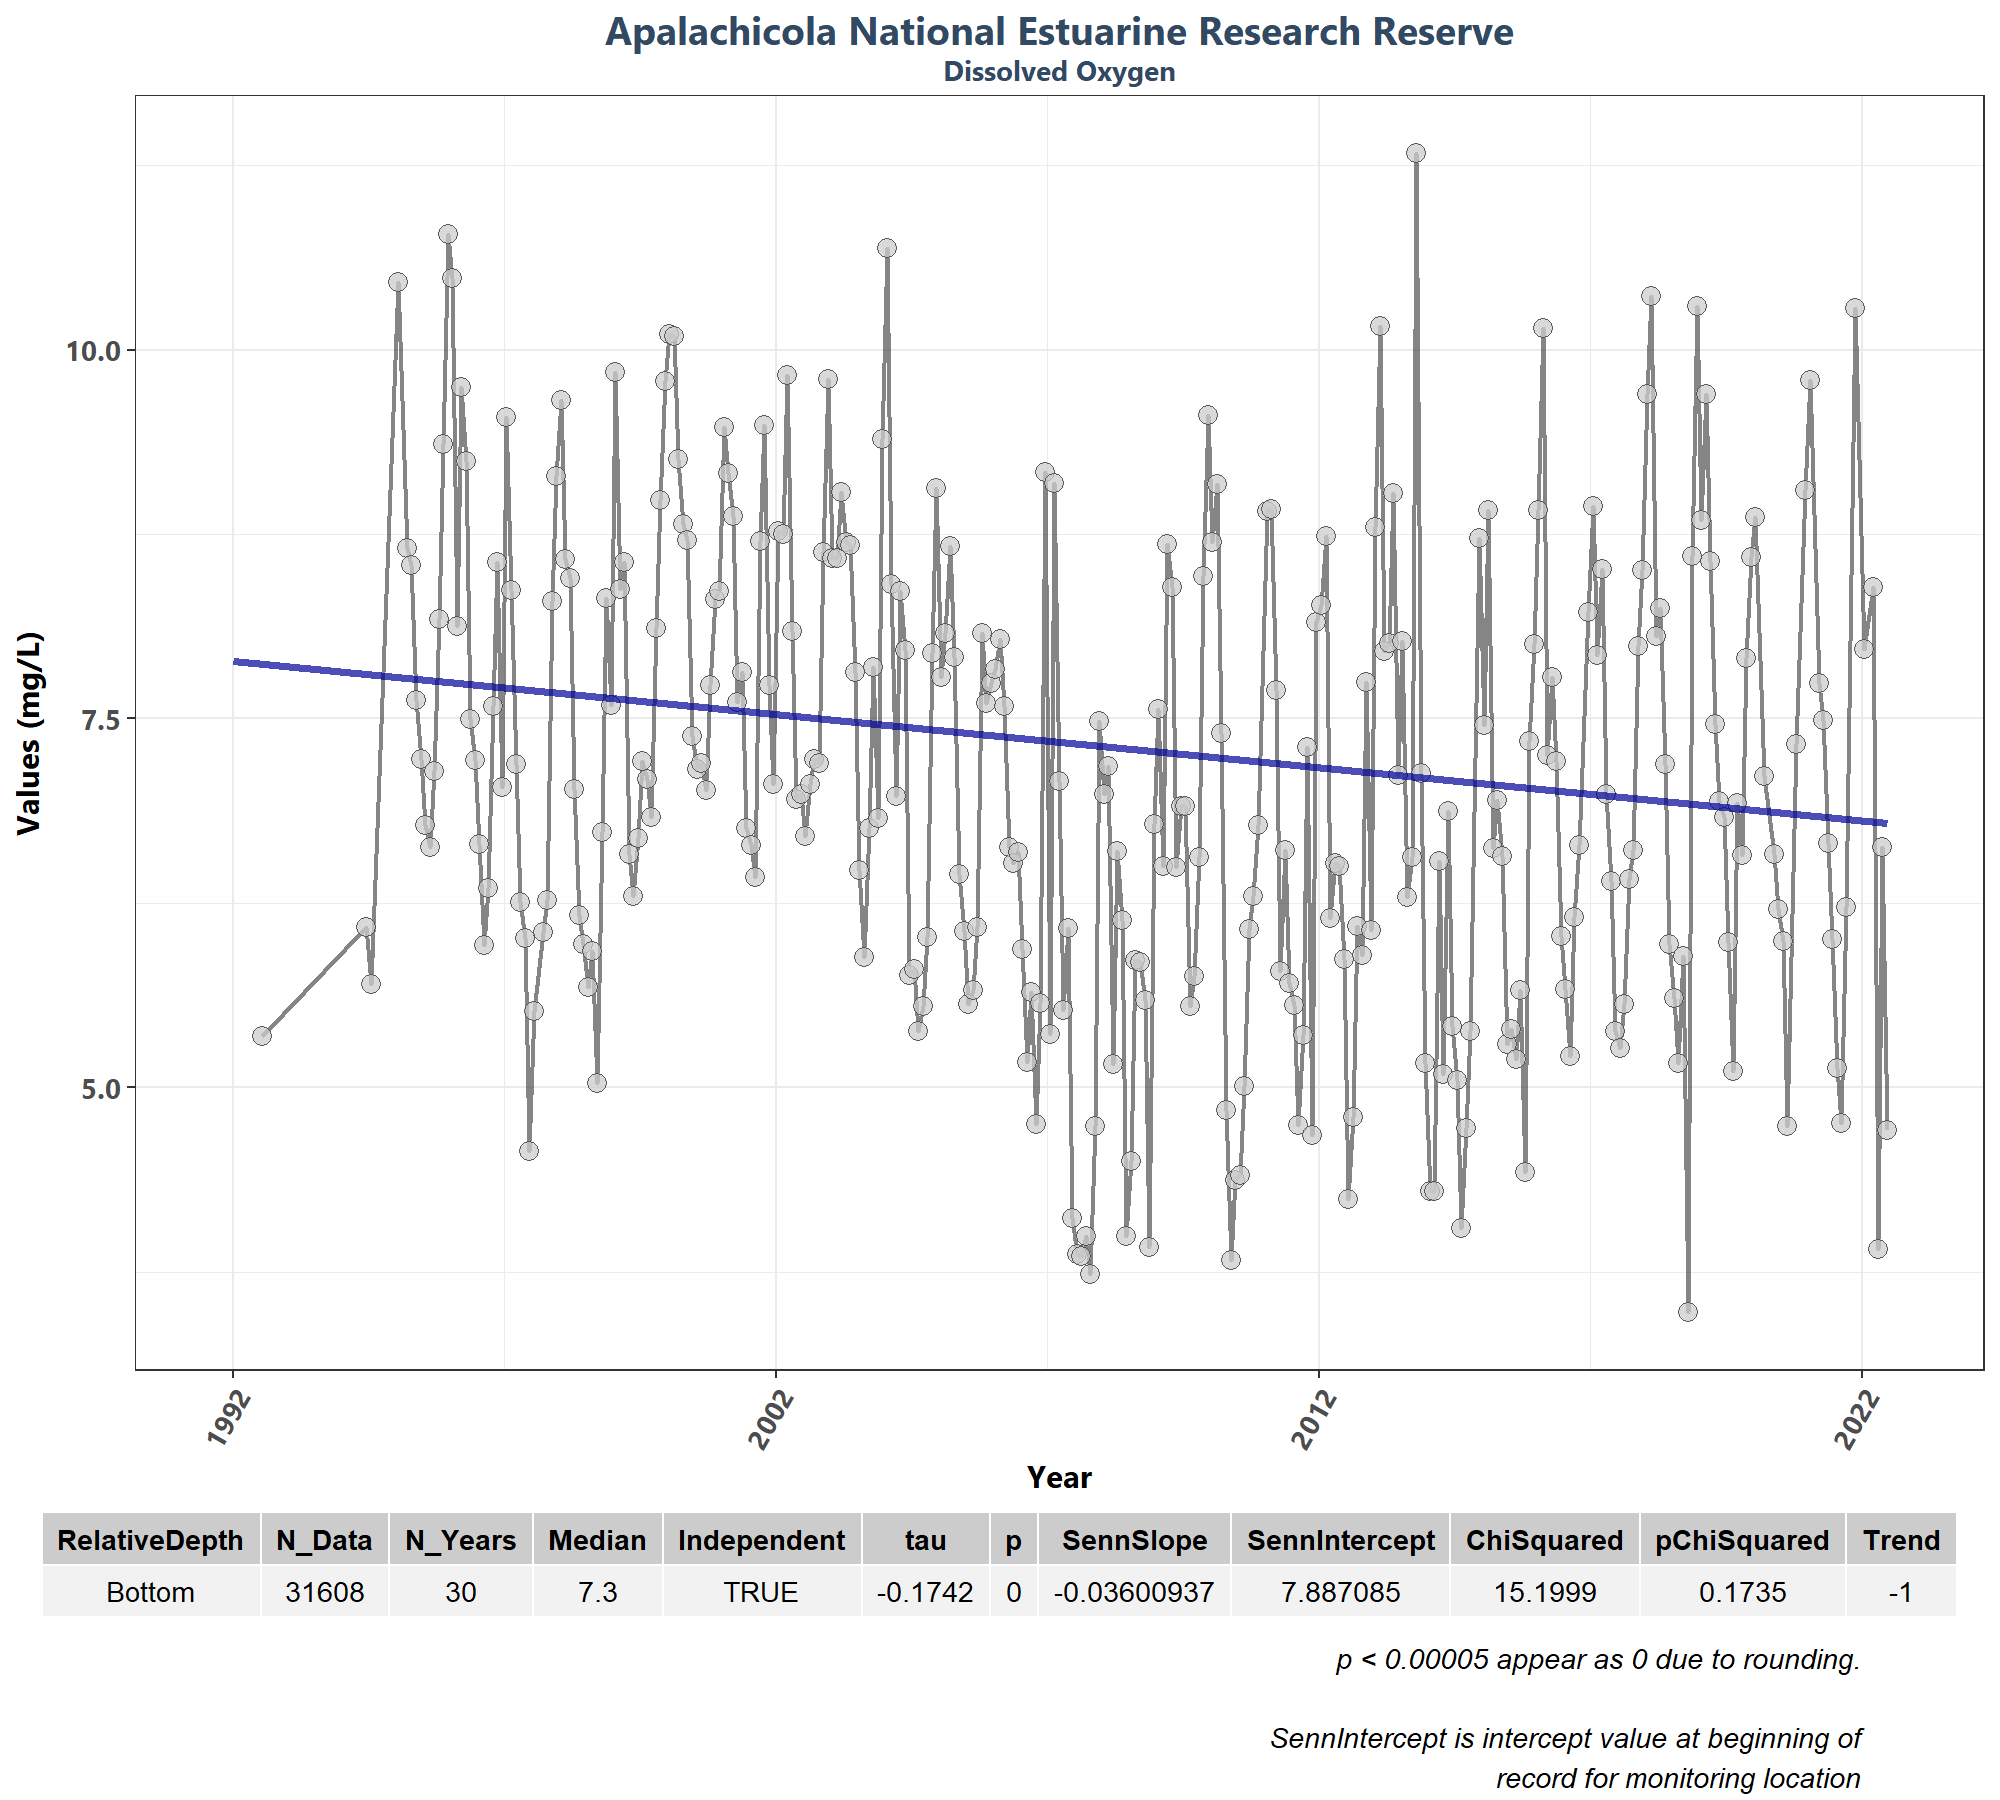 Apalachicola National Estuarine Research Reserve
Dissolved Oxygen
Values (mg/L)
10.0
7.5
5.0
1992
2002
2012
2022
Year
RelativeDepth N_Data N_Years Median Independent tau p SennSlope SennIntercept ChiSquared pChiSquared Trend
Bottom 31608 30 7.3 TRUE -0.1742 0 -0.03600937 7.887085 15.1999 0.1735 -1
p < 0.00005 appear as 0 due to rounding.
SennIntercept is intercept value at beginning of
record for monitoring location